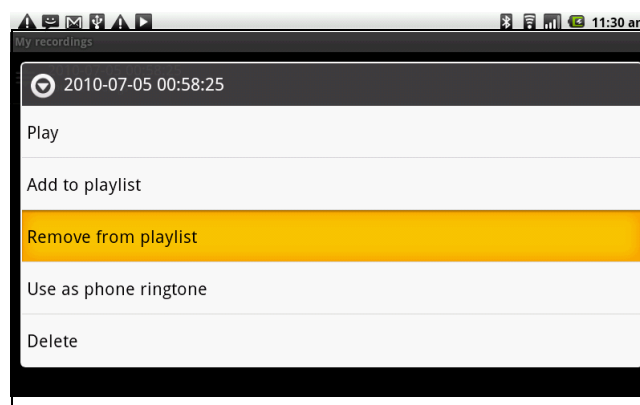 11:30 am
My recordings
2010-07-05 00:58:25
Play
Add to playlist
Remove from playlist
Use as phone ringtone
Delete